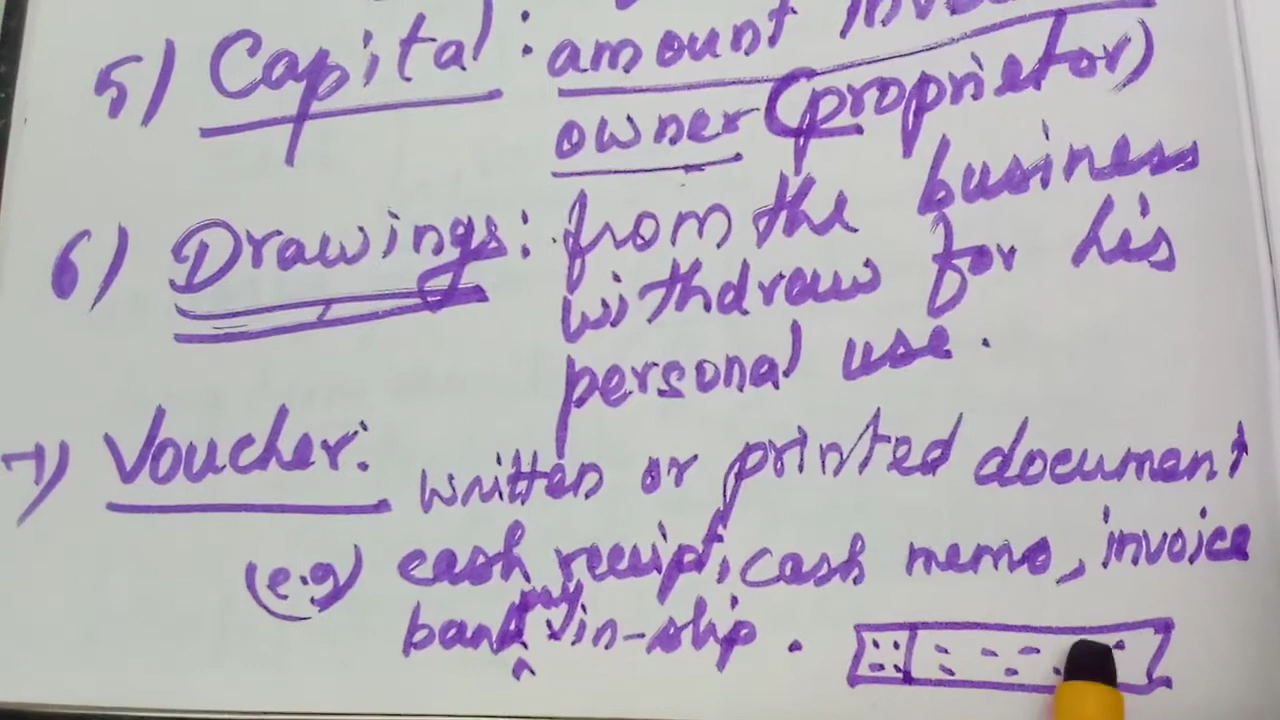 5) Capital: amount
owner (proprietor)
6) Drawings: from the business
withdraw for his
personal use.
7) Voucher: written or printed document
(e.g) cash receipt, cash memo, invoice
bank pay in-slip.